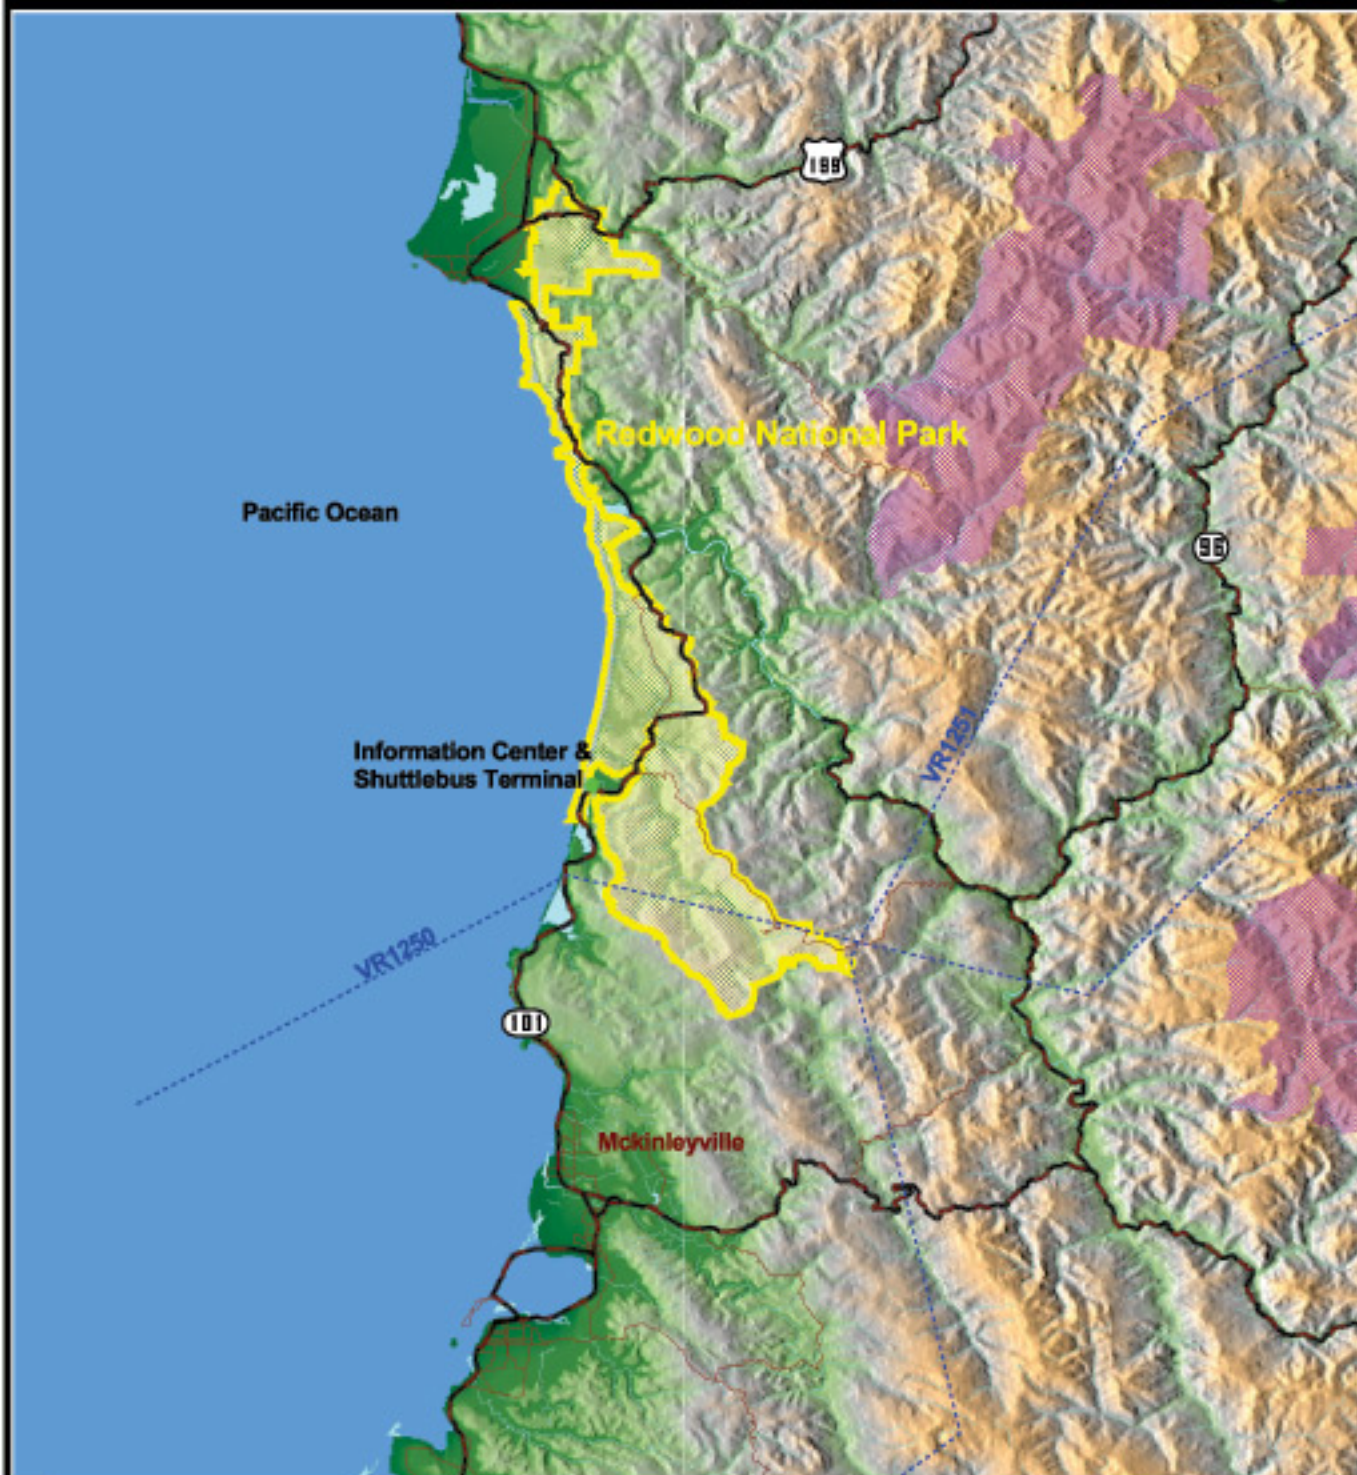 199
Redwood National Park
Pacific Ocean
96
VR1251
Information Center &
Shuttlebus Terminal
VR1250
101
Mckinleyville